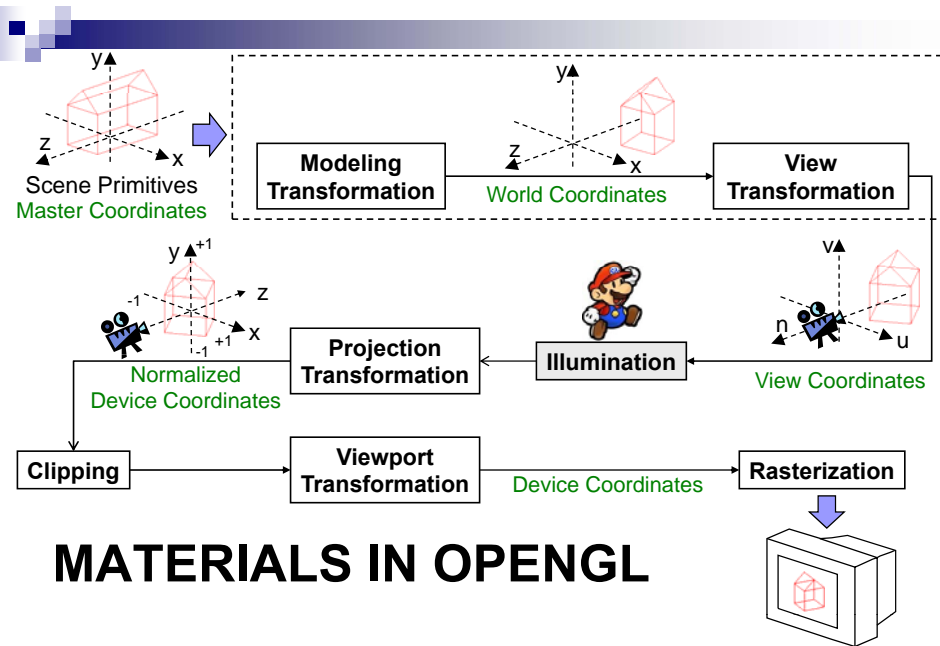 y
z
x
Scene Primitives
Master Coordinates
Modeling
Transformation
y
z
x
World Coordinates
View
Transformation
y
+1
-1
z
x
-1
+1
Normalized
Device Coordinates
Projection
Transformation
Illumination
v
n
u
View Coordinates
Clipping
Viewport
Transformation
Device Coordinates
Rasterization
MATERIALS IN OPENGL